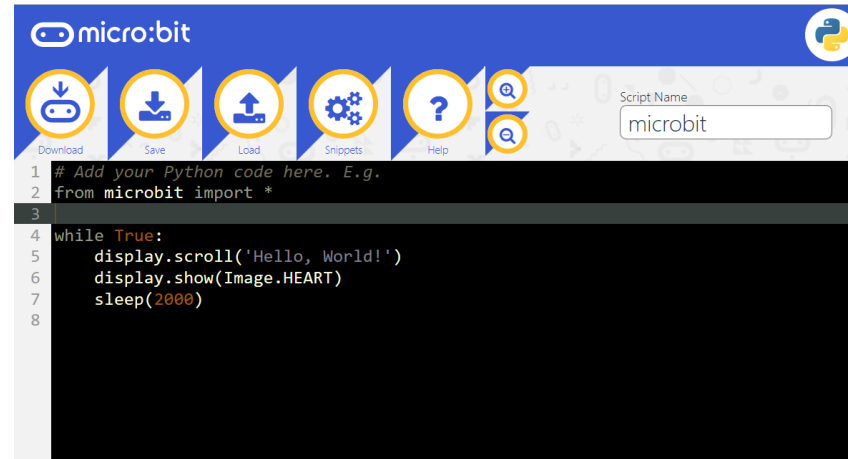 micro:bit
Download
Save
Load
Snippets
Help
Script Name
microbit
1 # Add your Python code here. E.g.
2 from microbit import *
3
4 while True:
5     display.scroll('Hello, World!')
6     display.show(Image.HEART)
7     sleep(2000)
8